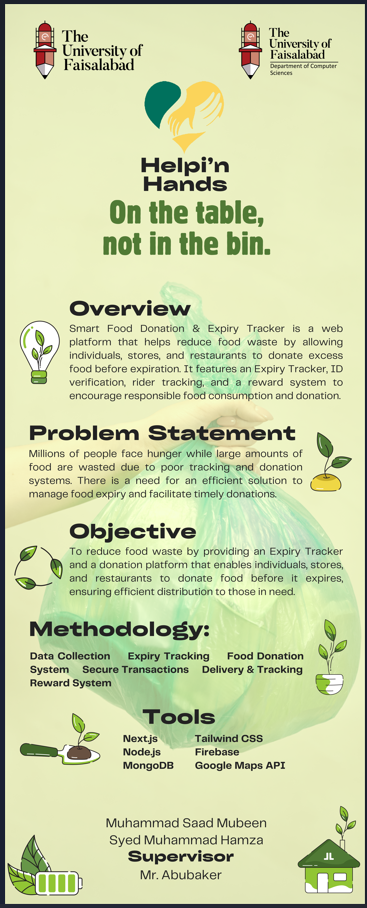 The
University of
Faisalabad
The
University of
Faisalabad
Department of Computer
Sciences
Helpi'n
Hands
On the table,
not in the bin.
Overview
Smart Food Donation & Expiry Tracker is a web
platform that helps reduce food waste by allowing
individuals, stores, and restaurants to donate excess
food before expiration. It features an Expiry Tracker, ID
verification, rider tracking, and a reward system to
encourage responsible food consumption and donation.
Problem Statement
Millions of people face hunger while large amounts of
food are wasted due to poor tracking and donation
systems. There is a need for an efficient solution to
manage food expiry and facilitate timely donations.
Objective
To reduce food waste by providing an Expiry Tracker
and a donation platform that enables individuals, stores,
and restaurants to donate food before it expires,
ensuring efficient distribution to those in need.
Methodology:
Data Collection Expiry Tracking Food Donation
System Secure Transactions Delivery & Tracking
Reward System
Tools
Next.js Tailwind CSS
Node.js Firebase
MongoDB Google Maps API
Muhammad Saad Mubeen
Syed Muhammad Hamza
Supervisor
Mr. Abubaker
JL